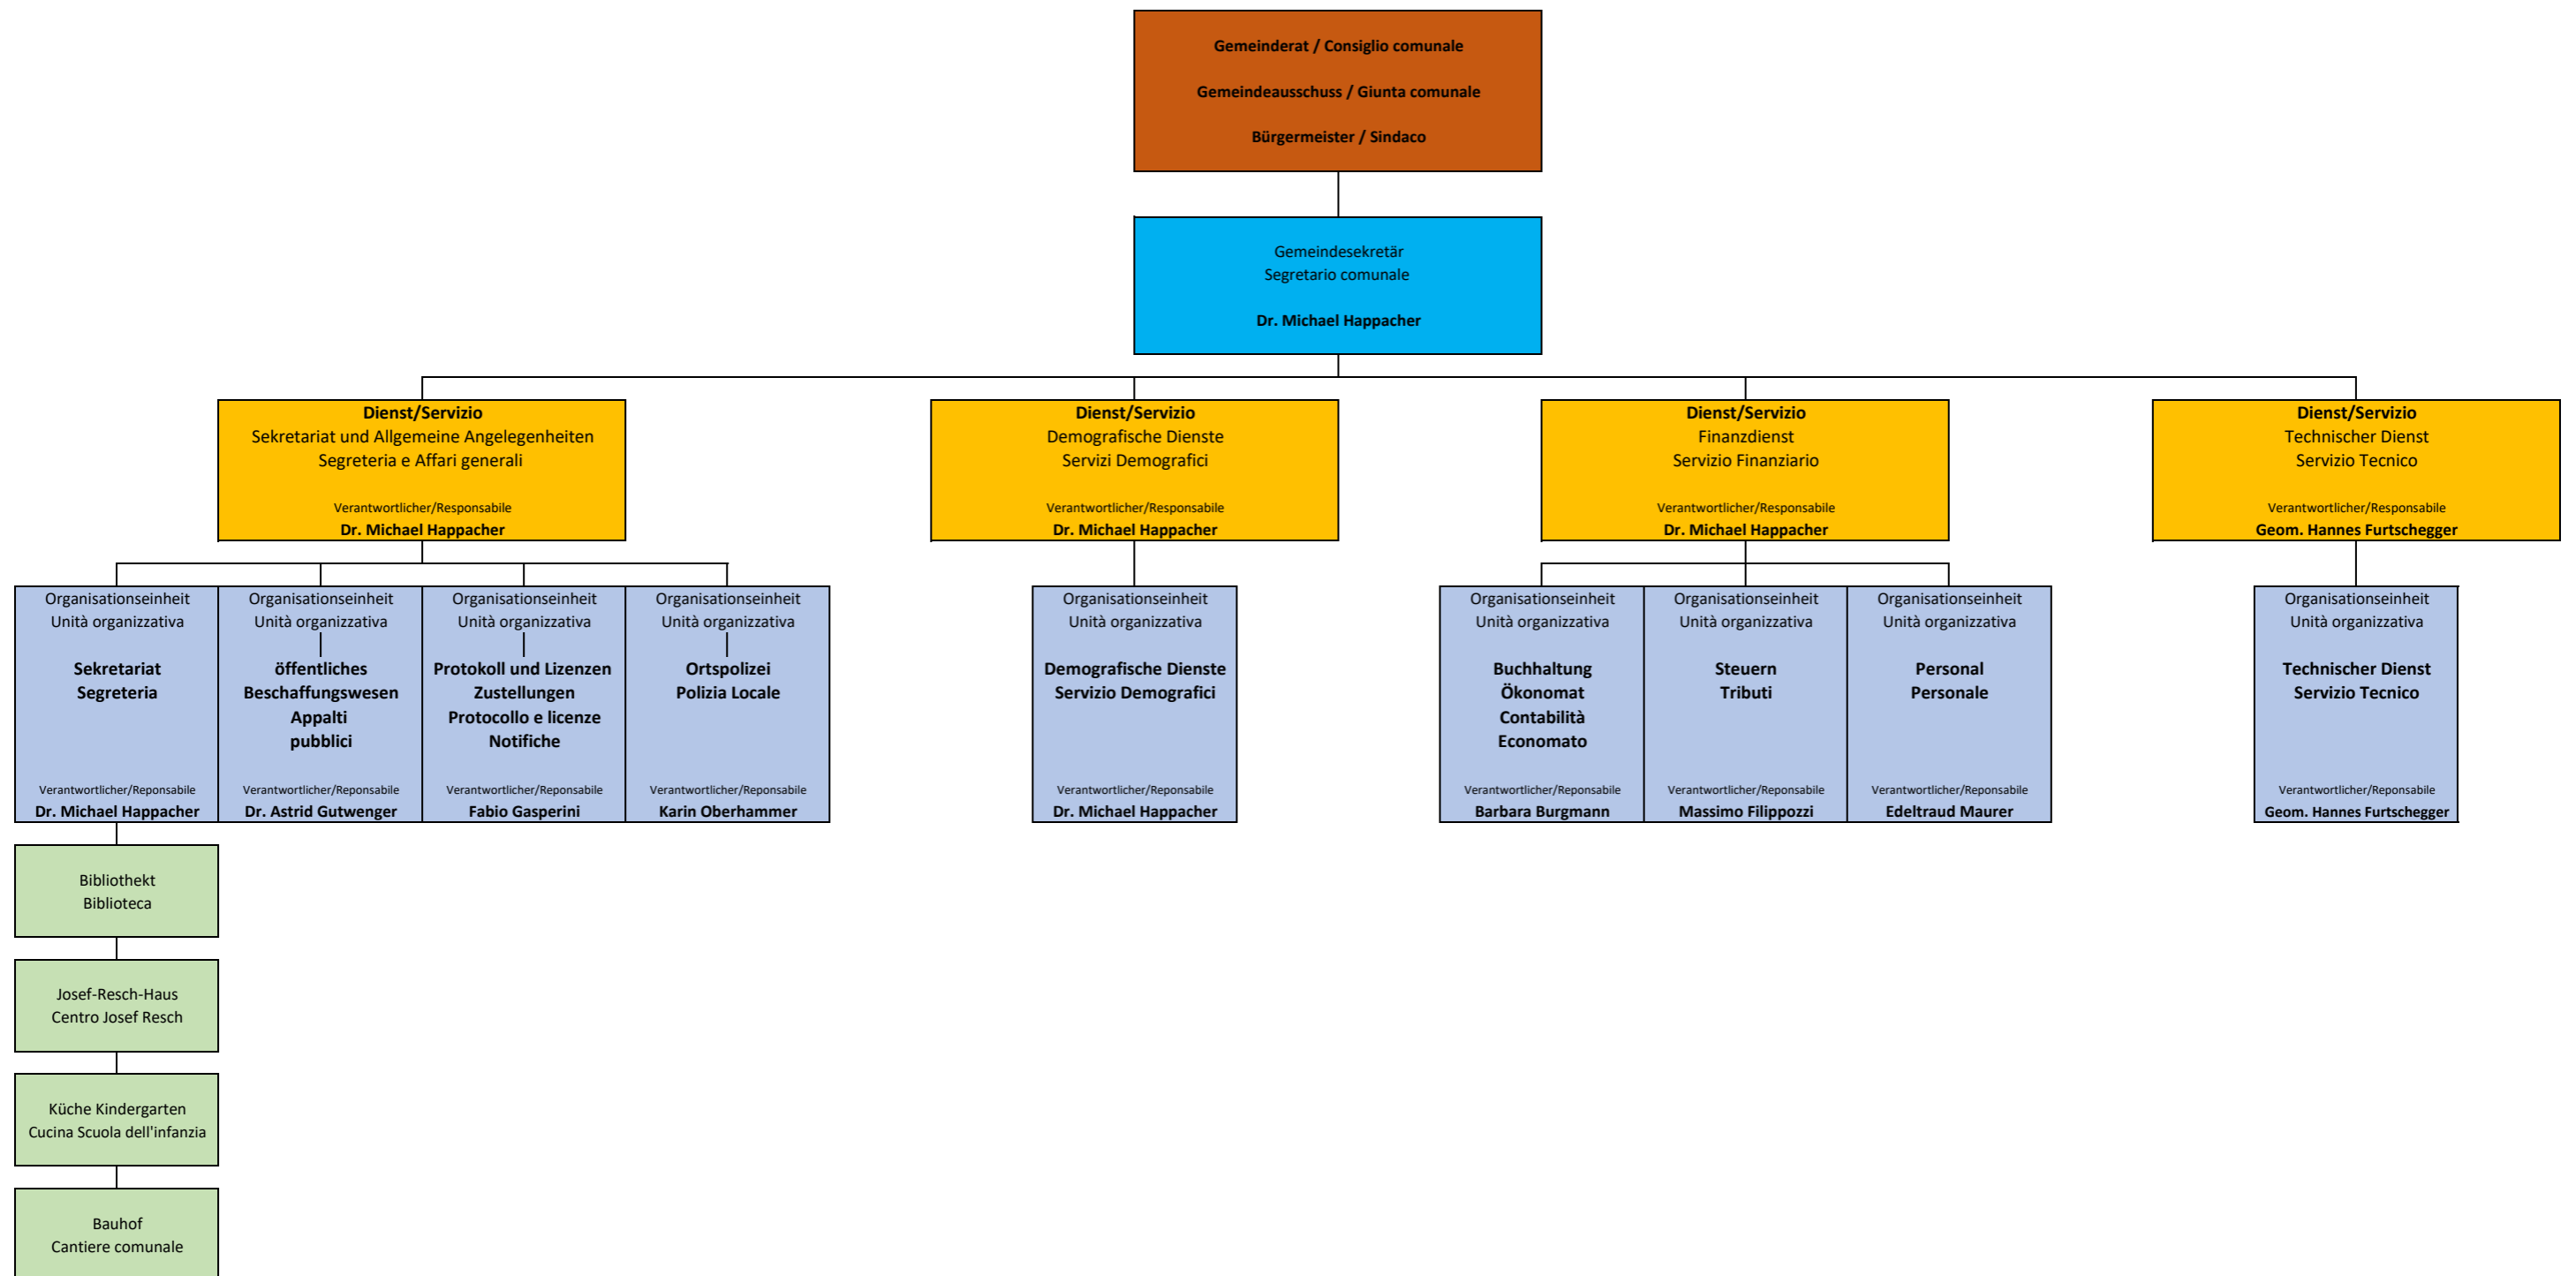 Gemeinderat / Consiglio comunale
Gemeindeausschuss / Giunta comunale
Bürgermeister / Sindaco
Gemeindesekretär
Segretario comunale
Dr. Michael Happacher
Dienst/Servizio
Sekretariat und Allgemeine Angelegenheiten
Segreteria e Affari generali
Verantwortlicher/Responsabile
Dr. Michael Happacher
Dienst/Servizio
Demografische Dienste
Servizi Demografici
Verantwortlicher/Responsabile
Dr. Michael Happacher
Dienst/Servizio
Finanzdienst
Servizio Finanziario
Verantwortlicher/Responsabile
Dr. Michael Happacher
Dienst/Servizio
Technischer Dienst
Servizio Tecnico
Verantwortlicher/Responsabile
Geom. Hannes Furtschegger
Organisationseinheit
Unità organizzativa
Sekretariat
Segreteria
Verantwortlicher/Reponsabile
Dr. Michael Happacher
Organisationseinheit
Unità organizzativa
öffentliches
Beschaffungswesen
Appalti
pubblici
Verantwortlicher/Reponsabile
Dr. Astrid Gutwenger
Organisationseinheit
Unità organizzativa
Protokoll und Lizenzen
Zustellungen
Protocollo e licenze
Notifiche
Verantwortlicher/Reponsabile
Fabio Gasperini
Organisationseinheit
Unità organizzativa
Ortspolizei
Polizia Locale
Verantwortlicher/Reponsabile
Karin Oberhammer
Organisationseinheit
Unità organizzativa
Demografische Dienste
Servizio Demografici
Verantwortlicher/Reponsabile
Dr. Michael Happacher
Organisationseinheit
Unità organizzativa
Buchhaltung
Ökonomat
Contabilità
Economato
Verantwortlicher/Reponsabile
Barbara Burgmann
Organisationseinheit
Unità organizzativa
Steuern
Tributi
Verantwortlicher/Reponsabile
Massimo Filippozzi
Organisationseinheit
Unità organizzativa
Personal
Personale
Verantwortlicher/Reponsabile
Edeltraud Maurer
Organisationseinheit
Unità organizzativa
Technischer Dienst
Servizio Tecnico
Verantwortlicher/Reponsabile
Geom. Hannes Furtschegger
Bibliothekt
Biblioteca
Josef-Resch-Haus
Centro Josef Resch
Küche Kindergarten
Cucina Scuola dell'infanzia
Bauhof
Cantiere comunale